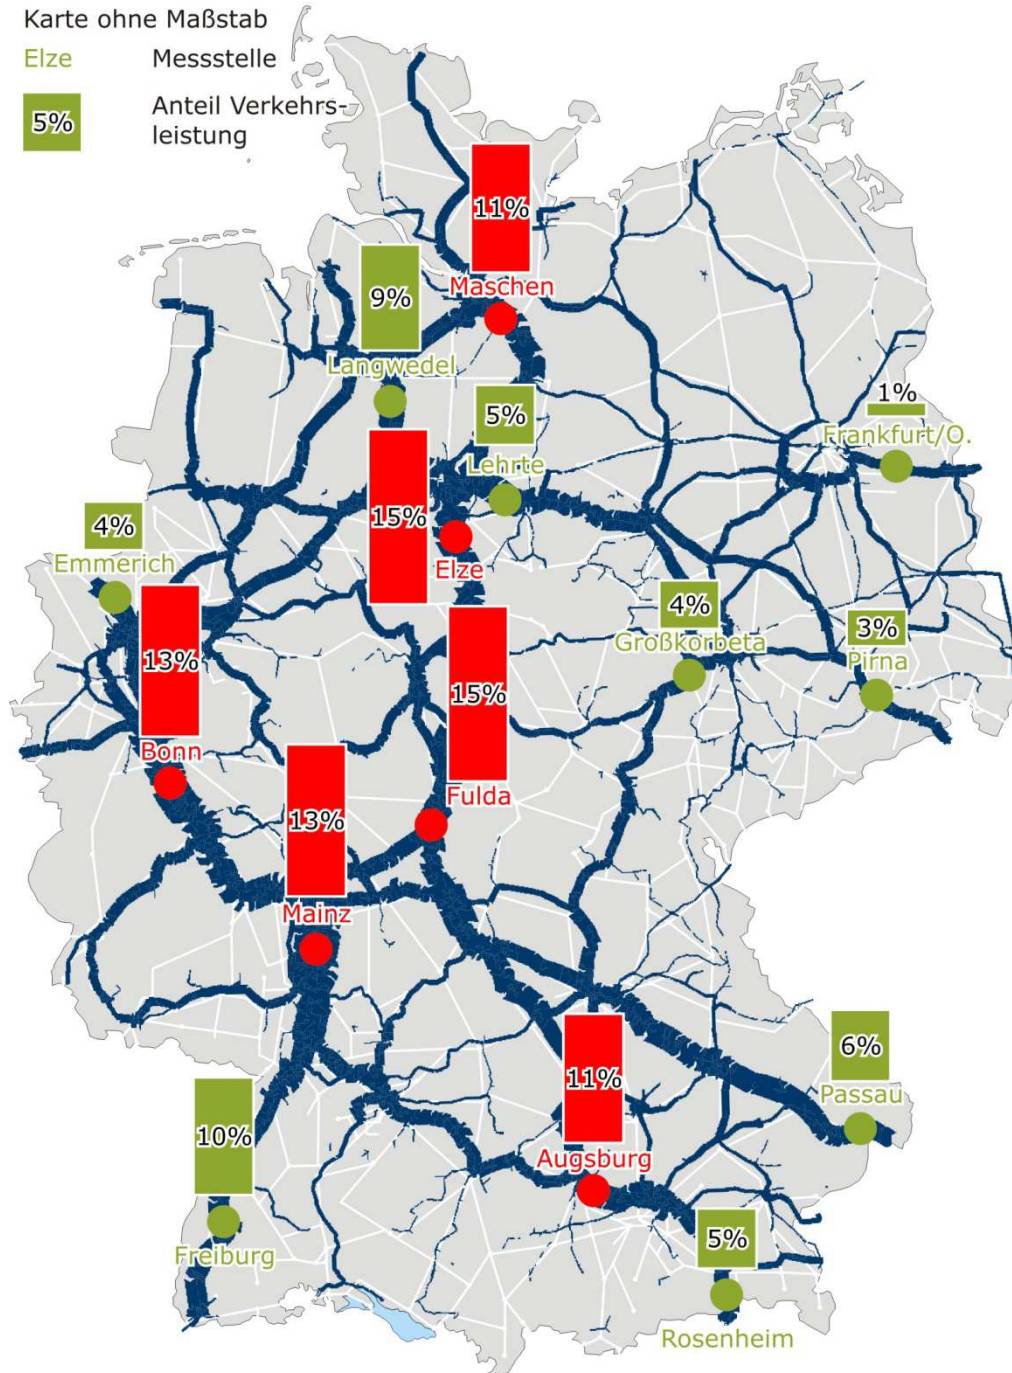 Karte ohne Maßstab
Elze Messstelle
5% Anteil Verkehrs-
leistung
11%
Maschen
9%
Langwedel
5%
Lehrte
1%
Frankfurt/O.
15%
Elze
4%
Emmerich
13%
Bonn
4%
Großkorbeta
3%
Pirna
15%
Fulda
13%
Mainz
6%
Passau
11%
Augsburg
10%
Freiburg
5%
Rosenheim